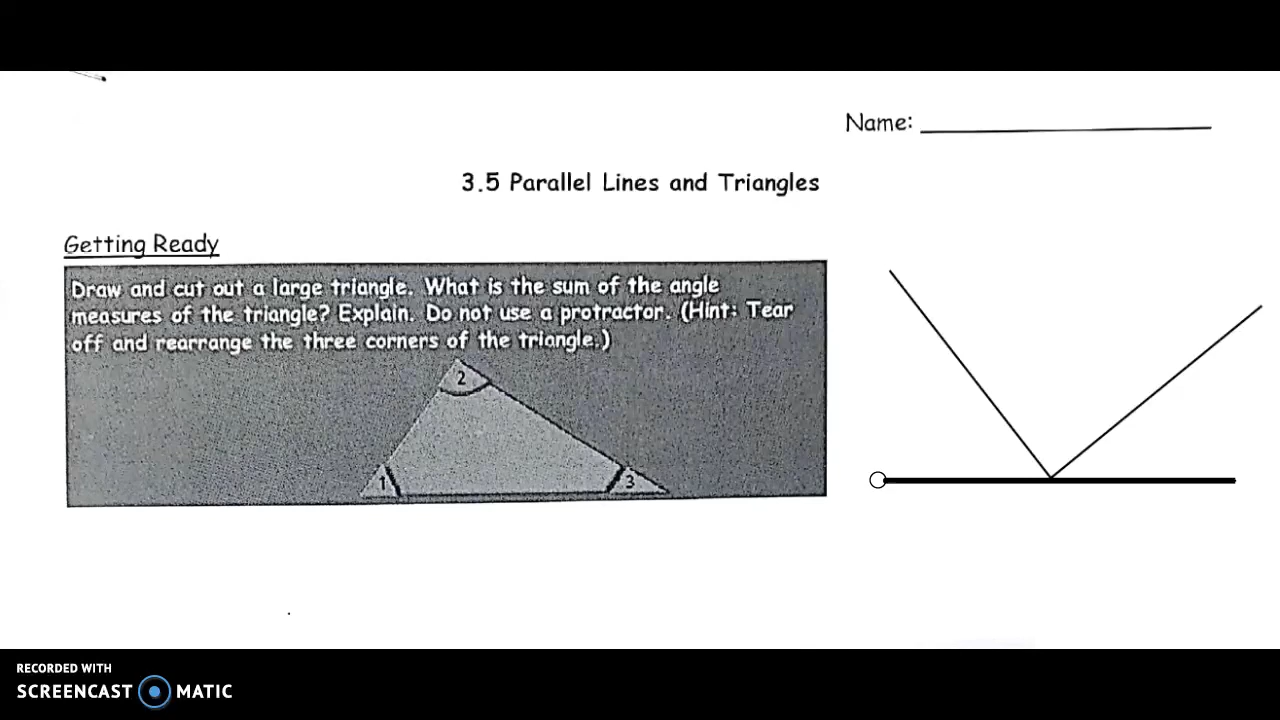 Name:
3.5 Parallel Lines and Triangles
Getting Ready
Draw and cut out a large triangle. What is the sum of the angle
measures of the triangle? Explain. Do not use a protractor. (Hint: Tear
off and rearrange the three corners of the triangle.)
2
1
3
RECORDED WITH
SCREENCAST MATIC